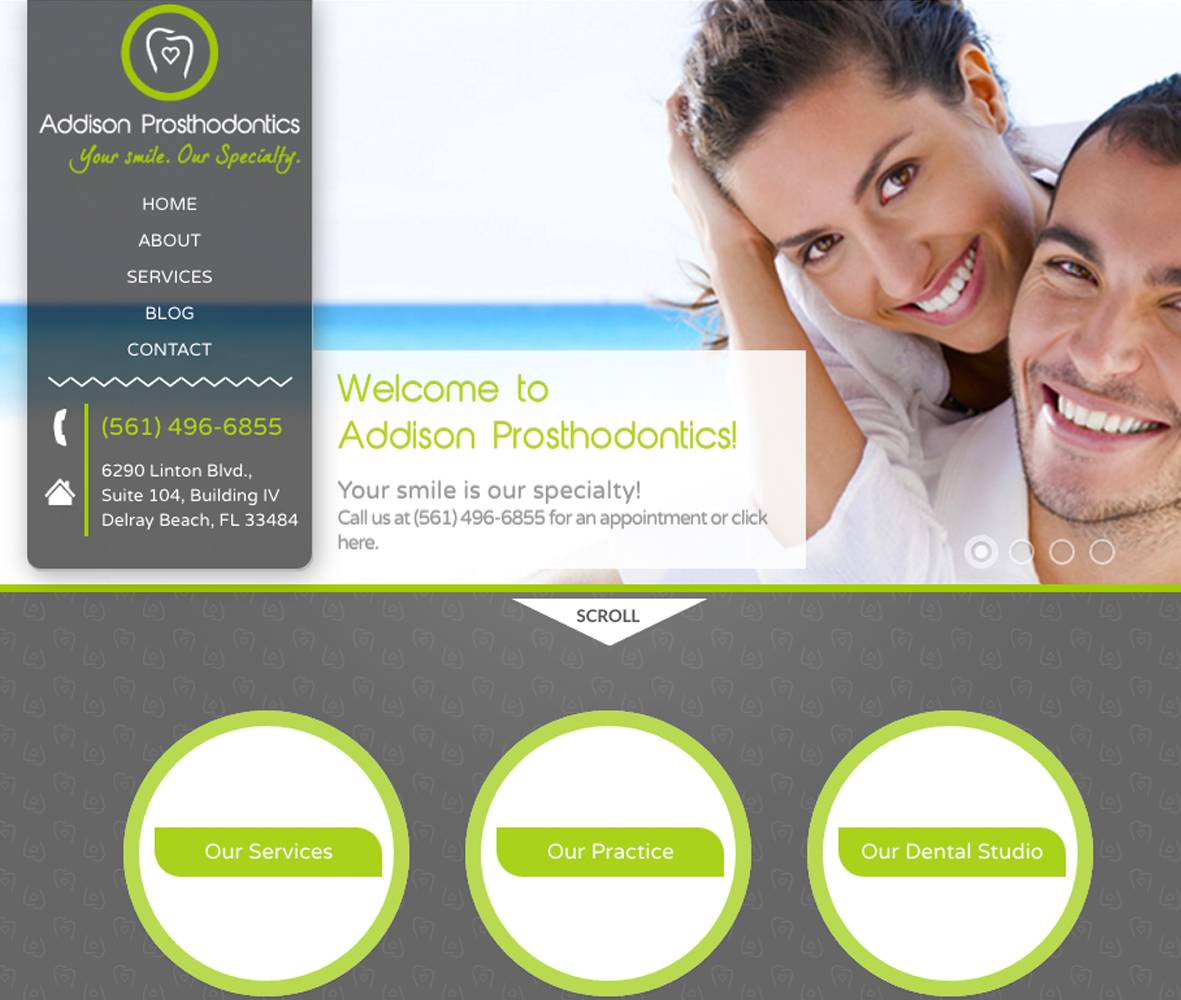 Addison Prosthodontics
Your smile. Our Specialty.
HOME
ABOUT
SERVICES
BLOG
CONTACT
(561) 496-6855
6290 Linton Blvd.,
Suite 104, Building IV
Delray Beach, FL 33484
Welcome to
Addison Prosthodontics!
Your smile is our specialty!
Call us at (561) 496-6855 for an appointment or click
here.
SCROLL
Our Services
Our Practice
Our Dental Studio